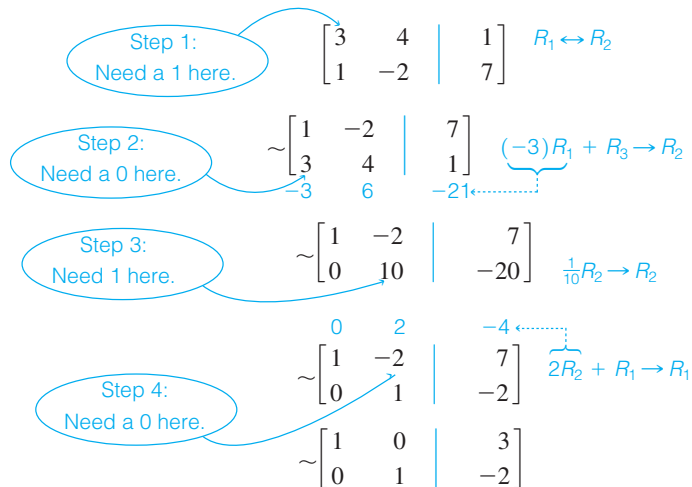 Step 1:
Need a 1 here.
[3 4 | 1] R₁ ↔ R₂
[1 −2 | 7]
Step 2:
Need a 0 here.
~[1 −2 | 7] (−3)R₁ + R₃ → R₂
[3 4 | 1]
−3 6 −21
Step 3:
Need 1 here.
~[1 −2 | 7]
[0 10 | −20] 1/10 R₂ → R₂
0 2 −4
Step 4:
Need a 0 here.
~[1 −2 | 7] 2R₂ + R₁ → R₁
[0 1 | −2]
~[1 0 | 3]
[0 1 | −2]